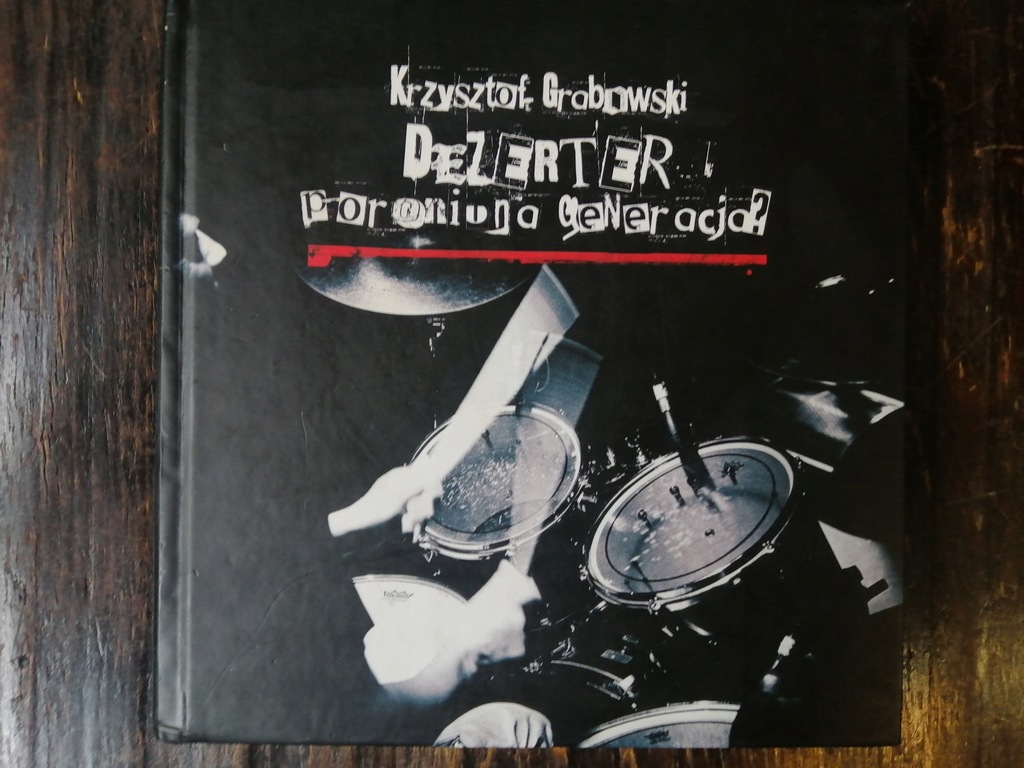 Krzysztof Grabowski
DEZERTER
poroniona generacja?